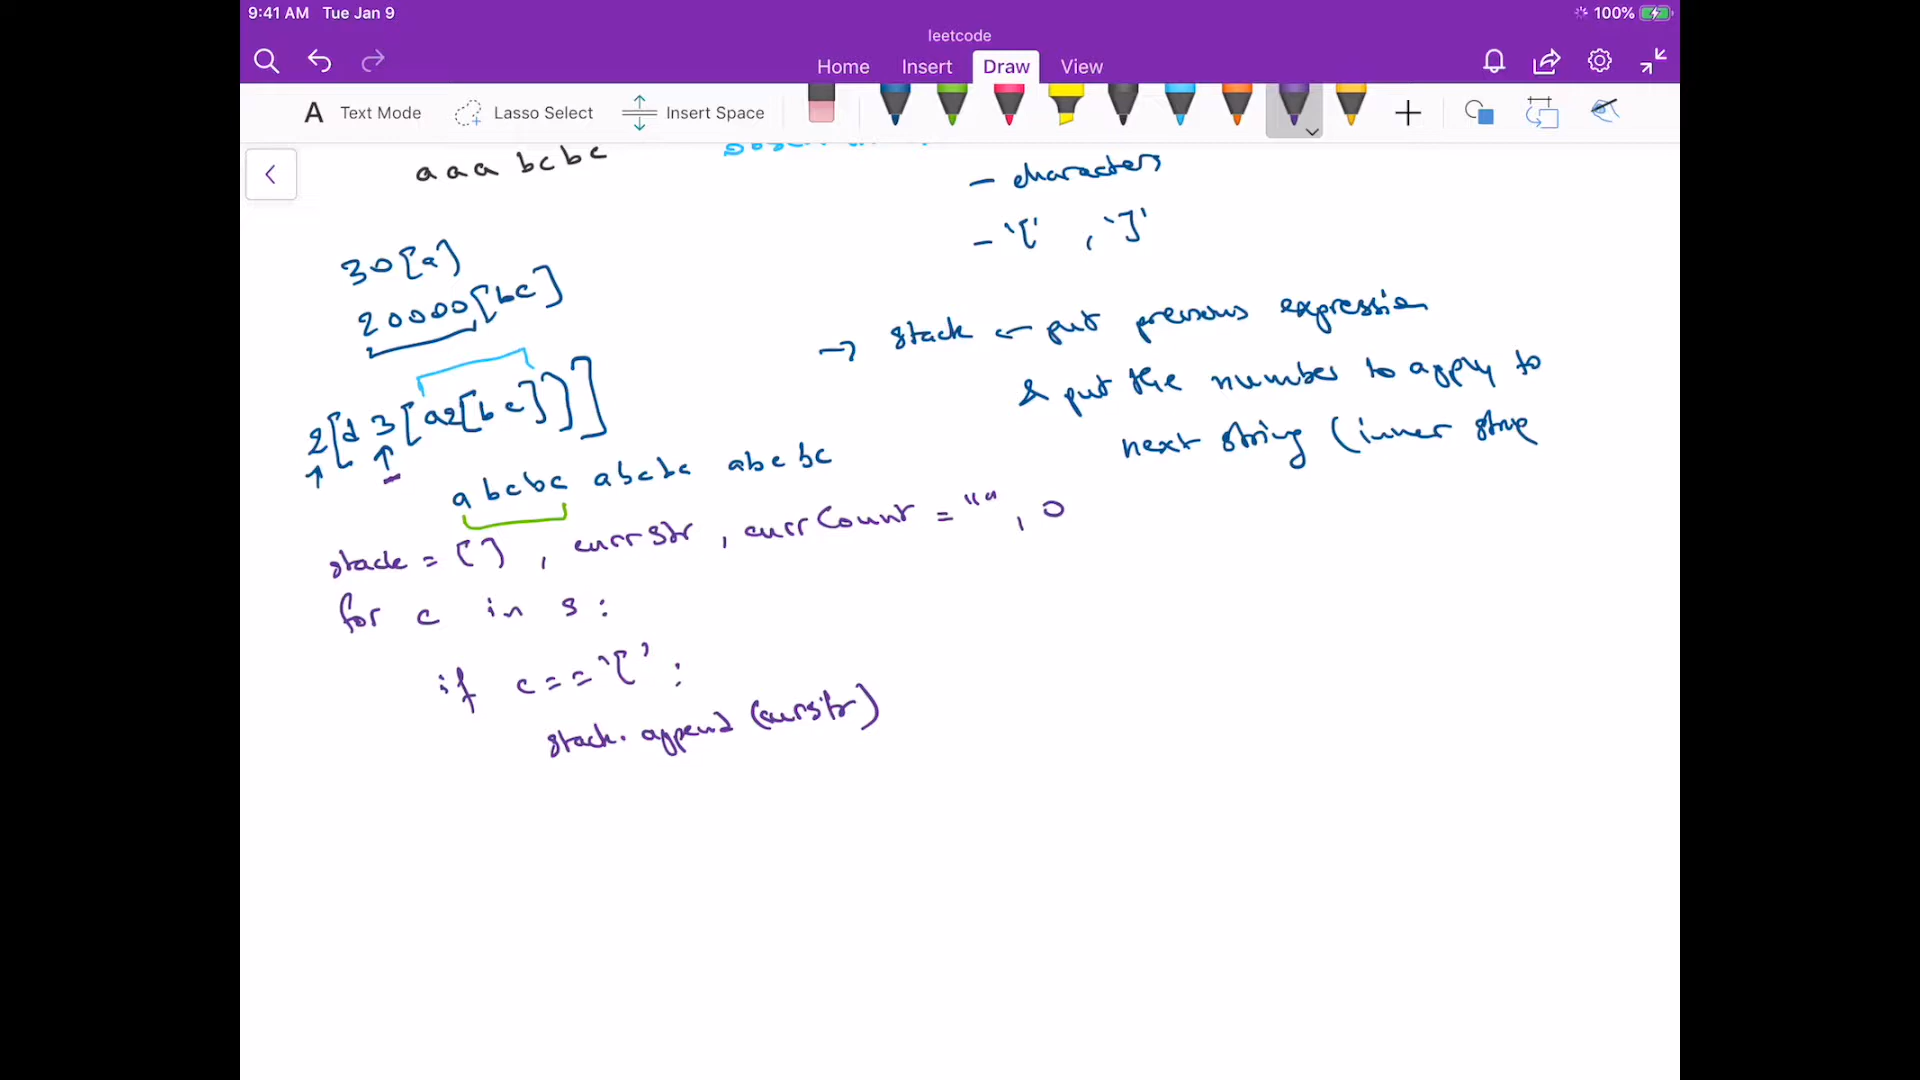 9:41 AM Tue Jan 9
100%
leetcode
Home Insert Draw View
A Text Mode Lasso Select Insert Space
aaa bcbc
- characters
- '[' , ']'
30[a]
20000[bc]
→ stack ← put previous expression
& put the number to apply to
next string (inner
2[d 3[a2[bc]]]
abcbc abcbc abcbc
stack = [] , currStr , currCount = "" , 0
for c in s :
if c == '[' :
stack. append (currStr)